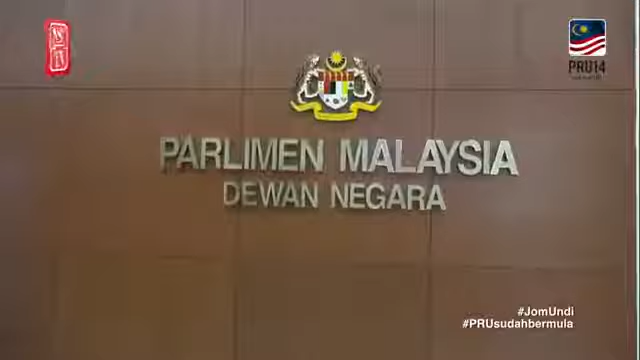 PRU14
PARLIMEN MALAYSIA
DEWAN NEGARA
#JomUndi
#PRUsudahbermula